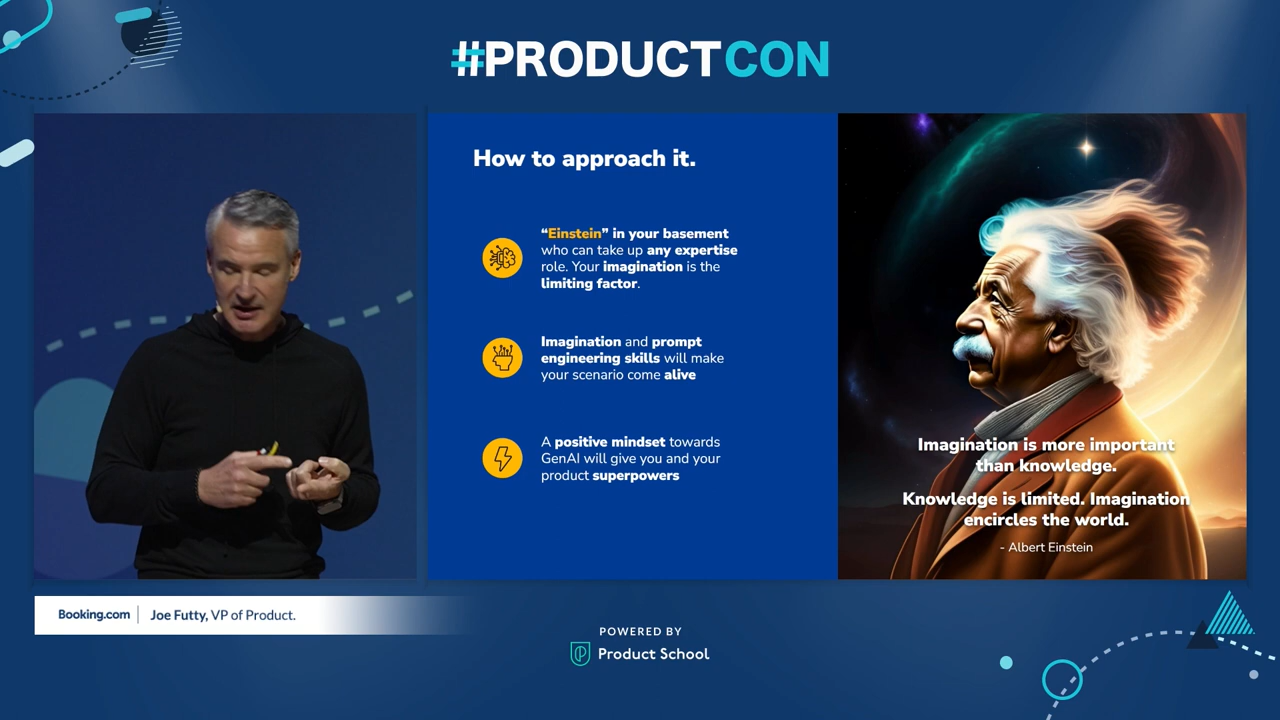 #PRODUCTCON
How to approach it.
“Einstein” in your basement
who can take up any expertise
role. Your imagination is the
limiting factor.
Imagination and prompt
engineering skills will make
your scenario come alive
A positive mindset towards
GenAI will give you and your
product superpowers
Imagination is more important
than knowledge.
Knowledge is limited. Imagination
encircles the world.
- Albert Einstein
Booking.com | Joe Futty, VP of Product.
POWERED BY
Product School